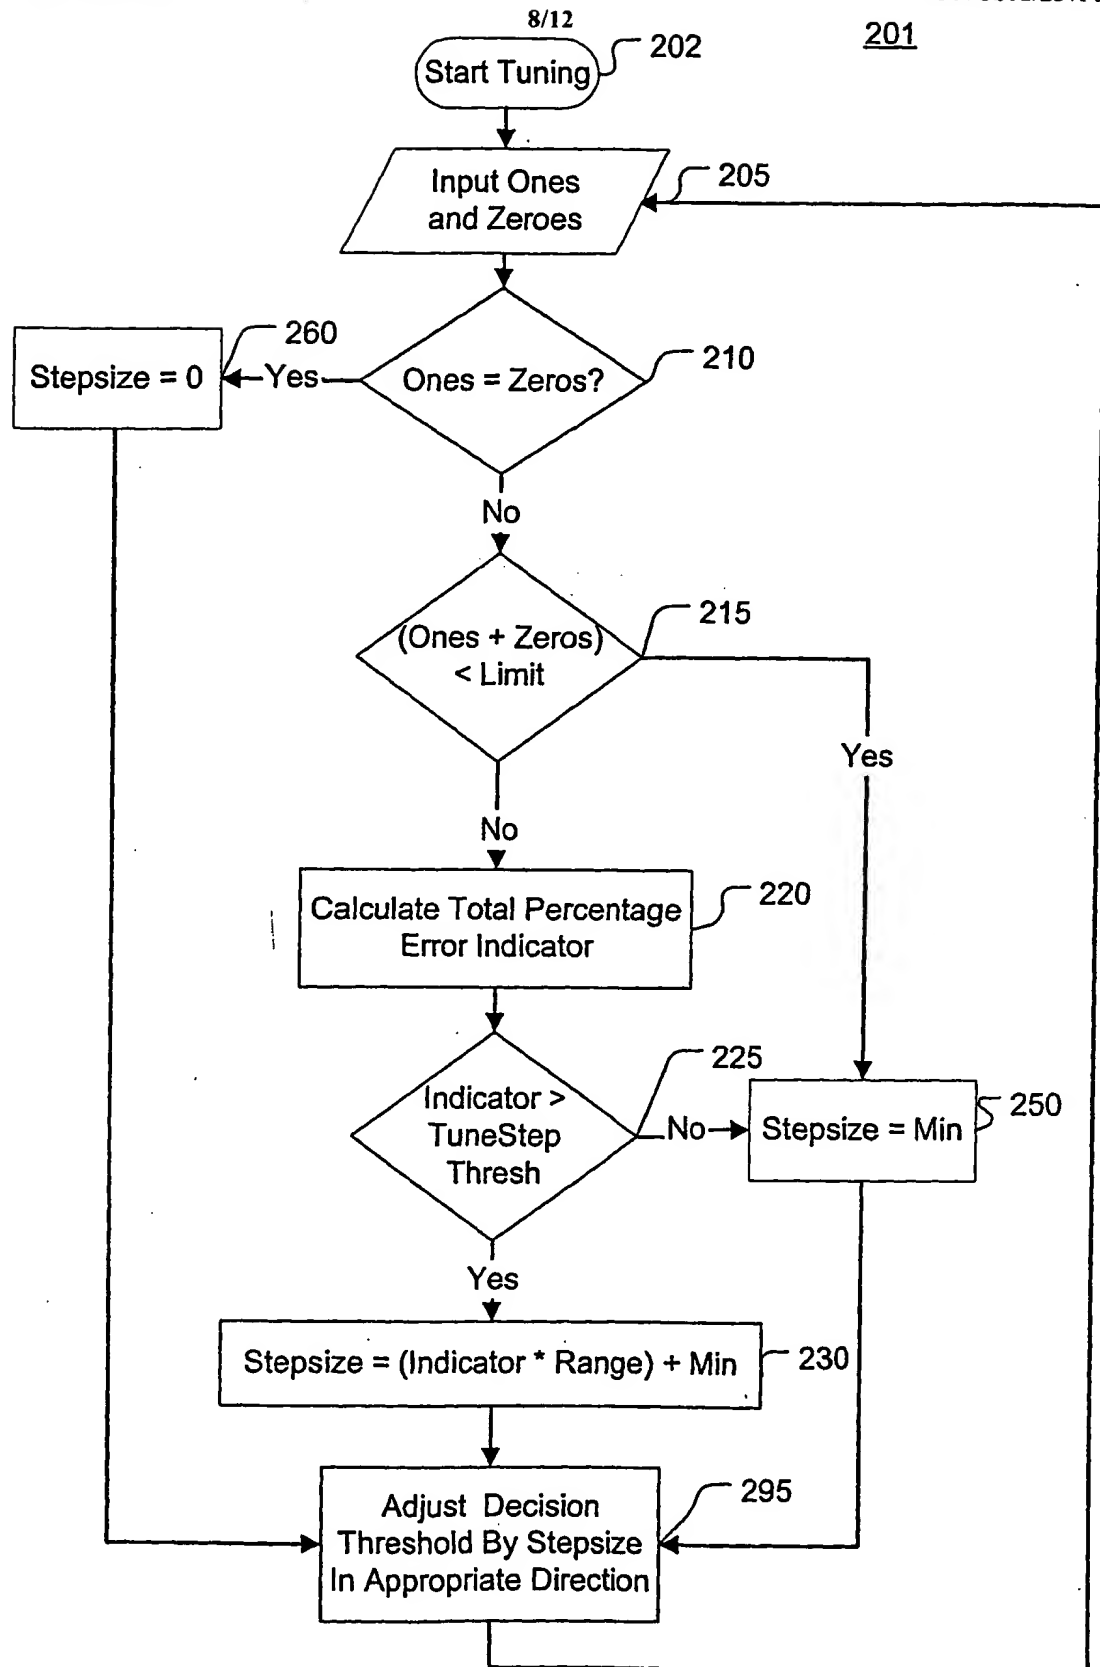 8/12
201
Start Tuning
202
Input Ones
and Zeroes
205
Stepsize = 0
260
Yes
Ones = Zeros?
210
No
(Ones + Zeros)
< Limit
215
Yes
No
Calculate Total Percentage
Error Indicator
220
Indicator >
TuneStep
Thresh
225
No
Stepsize = Min
250
Yes
Stepsize = (Indicator * Range) + Min
230
Adjust Decision
Threshold By Stepsize
In Appropriate Direction
295